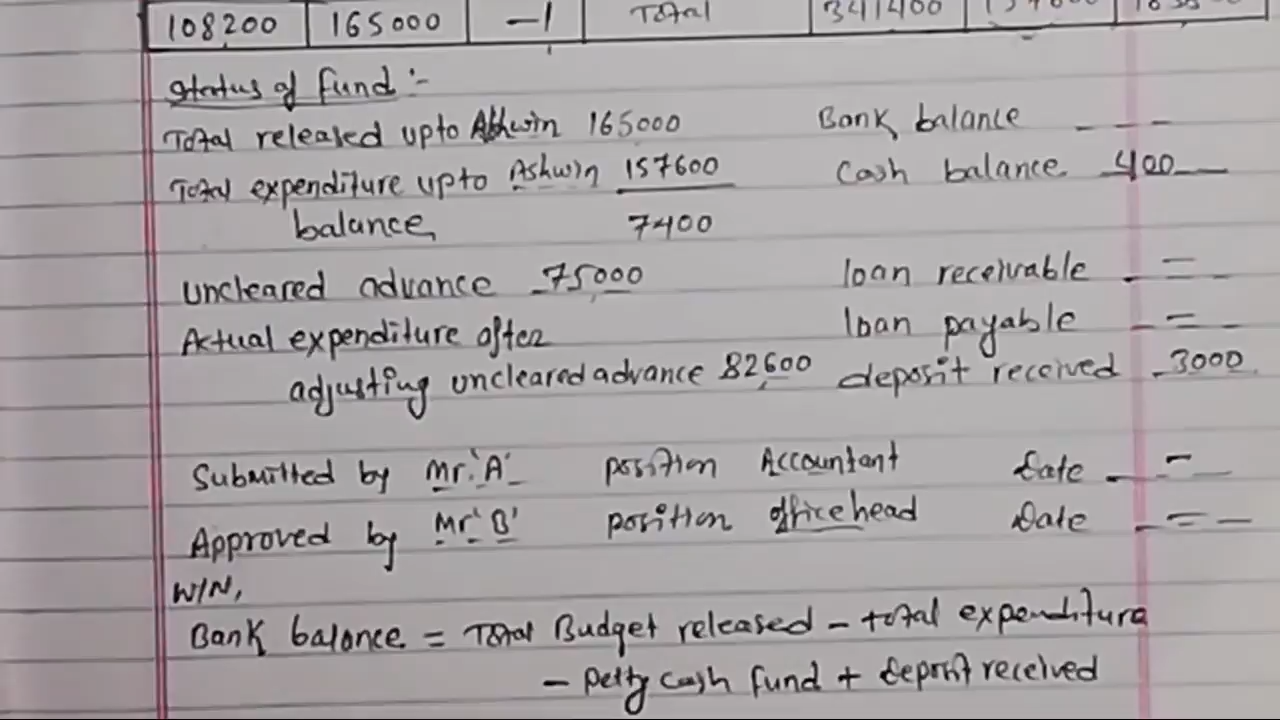 108200 165000 -1 Total 341400
Status of fund :-
Total released upto Ashwin 165000 Bank balance - - -
Total expenditure upto Ashwin 157600 Cash balance 400
balance 7400
Uncleared advance 75000 loan receivable - = -
Actual expenditure after loan payable - = -
adjusting uncleared advance 82600 deposit received 3000
Submitted by Mr. 'A' position Accountant Date - - -
Approved by Mr 'B' position office head Date - = -
W/N,
Bank balance = Total Budget released - total expenditure
- petty cash fund + deposit received